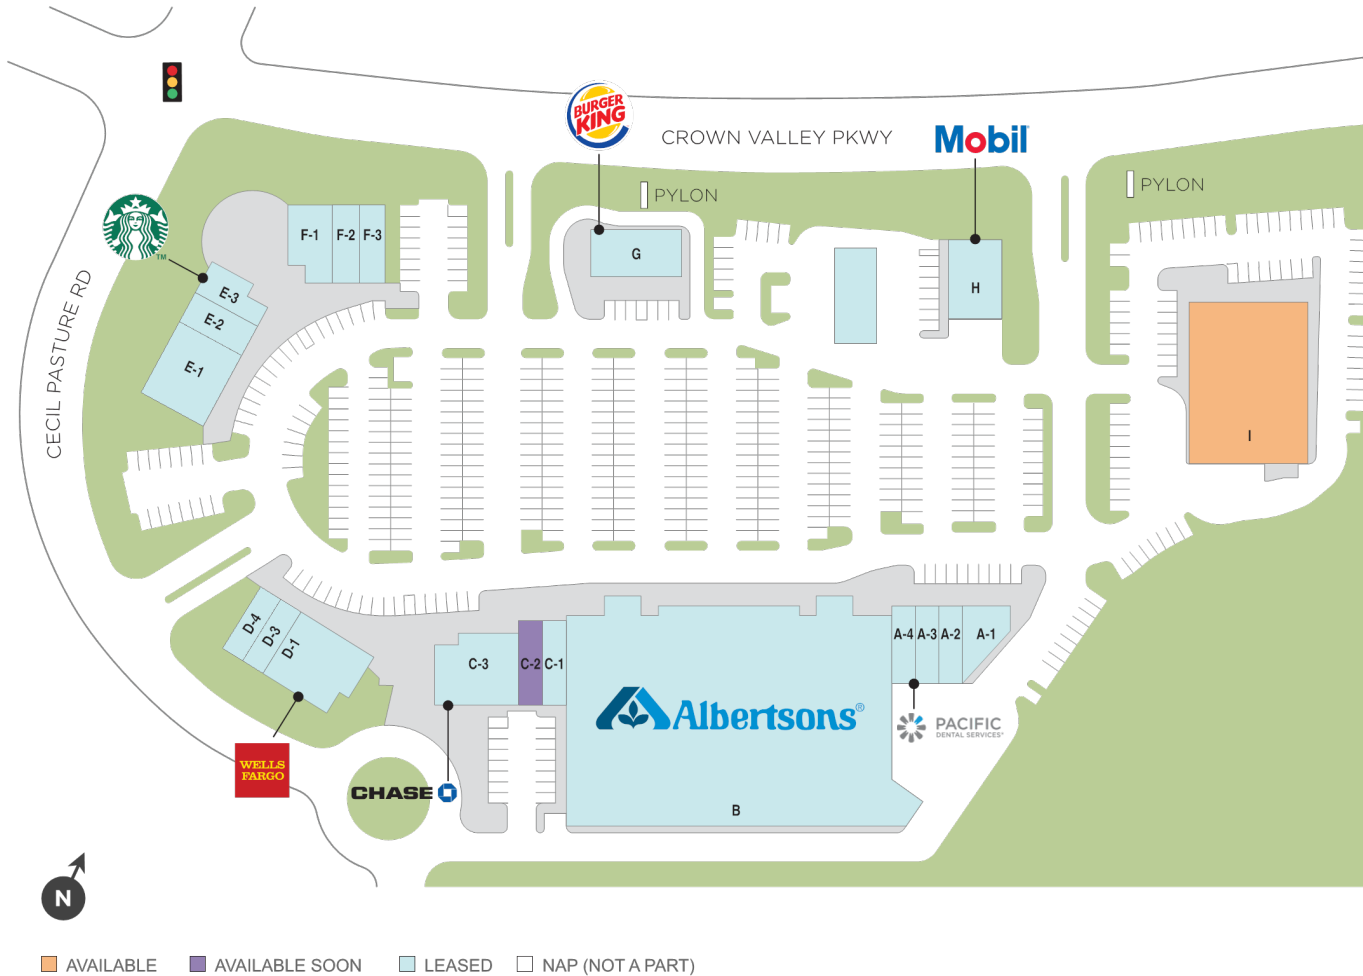 BURGER
KING
CROWN VALLEY PKWY
Mobil
PYLON
PYLON
TM
F-1
F-2
F-3
G
H
E-3
E-2
E-1
CECIL PASTURE RD
I
D-4
D-3
D-1
C-3
C-2
C-1
A-4
A-3
A-2
A-1
Albertsons®
PACIFIC
DENTAL SERVICES®
WELLS
FARGO
CHASE
B
N
AVAILABLE
AVAILABLE SOON
LEASED
NAP (NOT A PART)